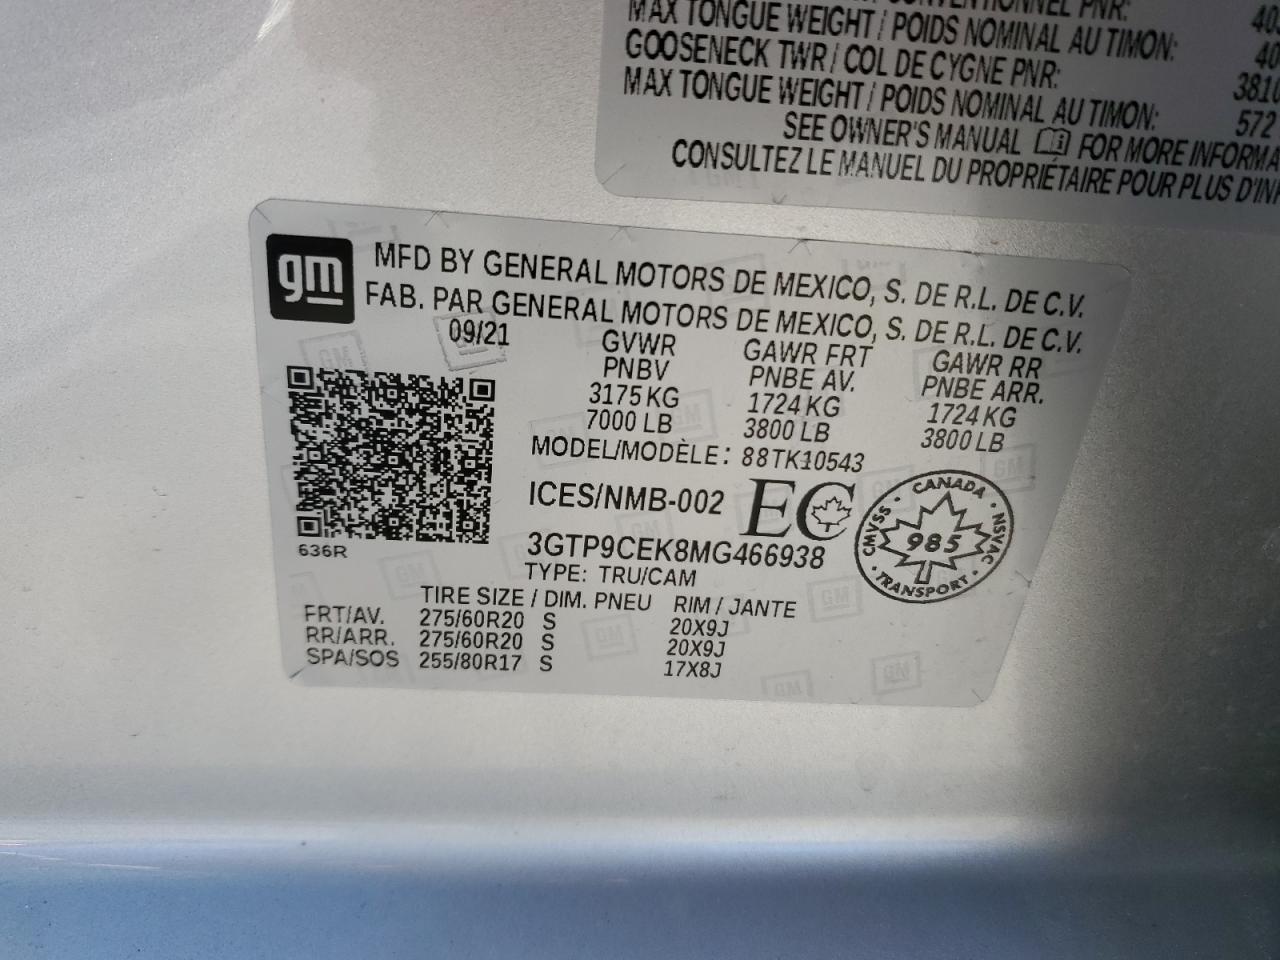 CONVENTIONNEL PNR:
MAX TONGUE WEIGHT / POIDS NOMINAL AU TIMON: 40
GOOSENECK TWR / COL DE CYGNE PNR: 3810
MAX TONGUE WEIGHT / POIDS NOMINAL AU TIMON: 572
SEE OWNER'S MANUAL FOR MORE INFORMA
CONSULTEZ LE MANUEL DU PROPRIÉTAIRE POUR PLUS D'INF
gm
MFD BY GENERAL MOTORS DE MEXICO, S. DE R.L. DE C.V.
FAB. PAR GENERAL MOTORS DE MEXICO, S. DE R.L. DE C.V.
09/21 GVWR GAWR FRT GAWR RR
PNBV PNBE AV. PNBE ARR.
3175 KG 1724 KG 1724 KG
7000 LB 3800 LB 3800 LB
MODEL/MODÈLE: 88TK10543
ICES/NMB-002 EC
CANADA
CMVSS 985 NSVAC
TRANSPORT
636R
3GTP9CEK8MG466938
TYPE: TRU/CAM
TIRE SIZE / DIM. PNEU RIM / JANTE
FRT/AV. 275/60R20 S 20X9J
RR/ARR. 275/60R20 S 20X9J
SPA/SOS 255/80R17 S 17X8J